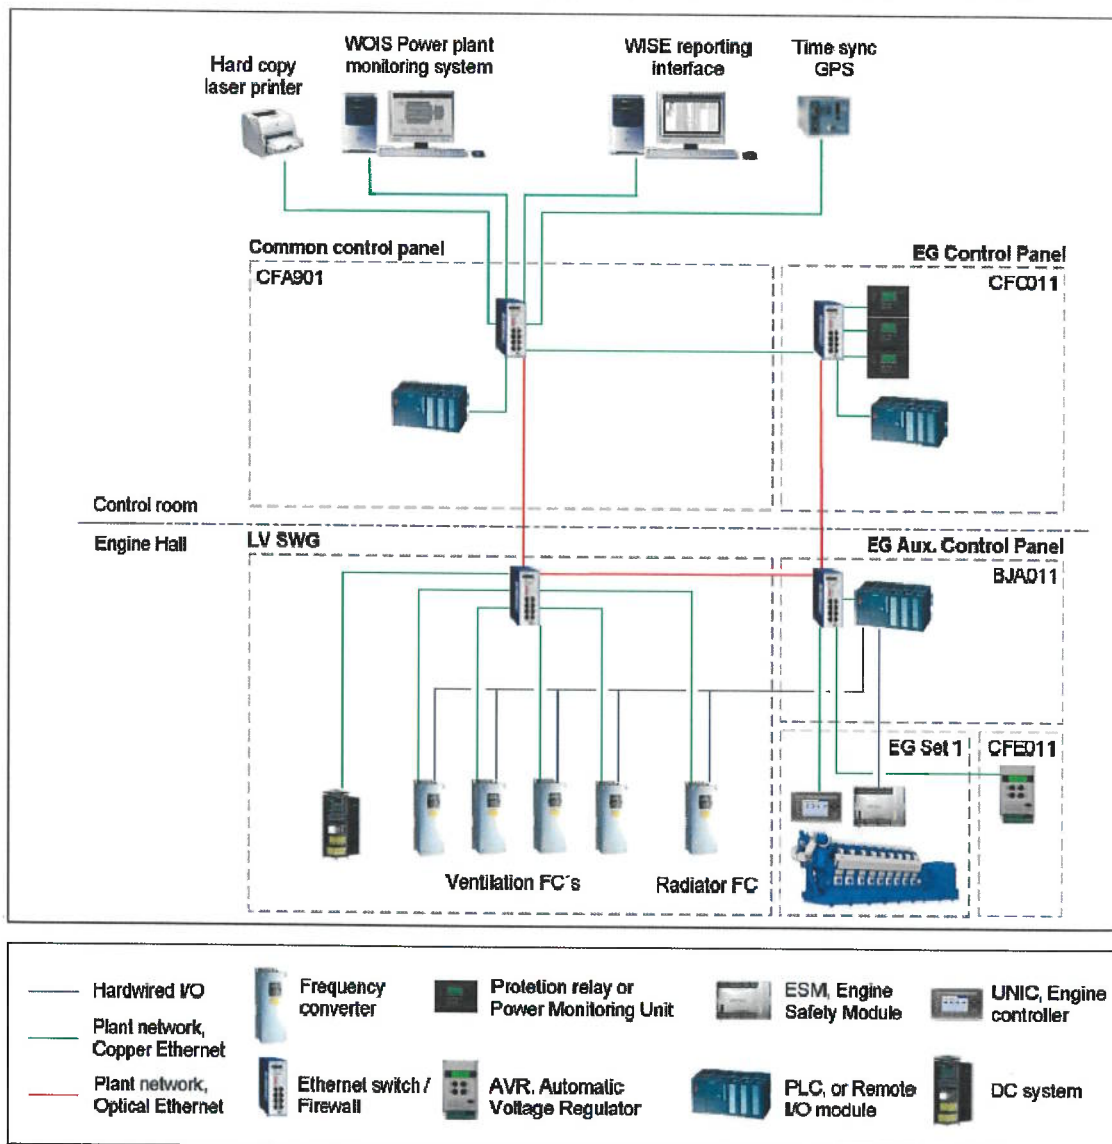 WOIS Power plant
monitoring system
WISE reporting
interface
Time sync
GPS
Hard copy
laser printer
Common control panel
CFA901
EG Control Panel
CFC011
Control room
Engine Hall
LV SWG
EG Aux. Control Panel
BJA011
EG Set 1
CFE011
Ventilation FC´s
Radiator FC
Hardwired I/O
Plant network,
Copper Ethernet
Plant network,
Optical Ethernet
Frequency
converter
Ethernet switch /
Firewall
Protetion relay or
Power Monitoring Unit
AVR, Automatic
Voltage Regulator
ESM, Engine
Safety Module
PLC, or Remote
I/O module
UNIC, Engine
controller
DC system